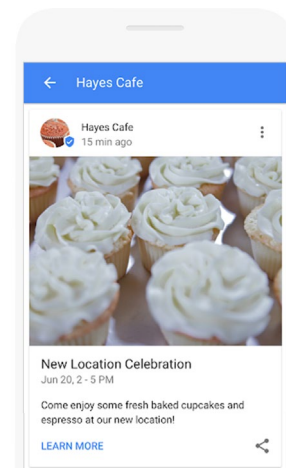 Hayes Cafe
Hayes Cafe
15 min ago
New Location Celebration
Jun 20, 2 - 5 PM
Come enjoy some fresh baked cupcakes and
espresso at our new location!
LEARN MORE